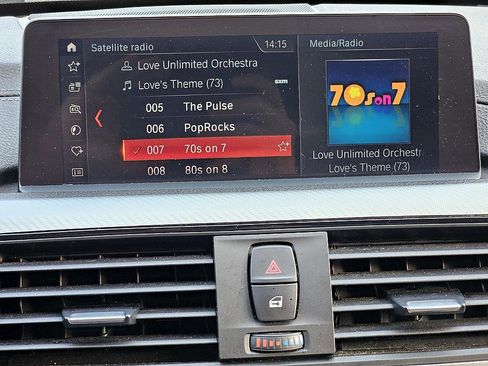 Satellite radio
14:15
Media/Radio
Love Unlimited Orchestra
Love's Theme (73)
sxm
005 The Pulse
006 PopRocks
007 70s on 7
008 80s on 8
70s on 7
Love Unlimited Orchestr
Love's Theme (73)